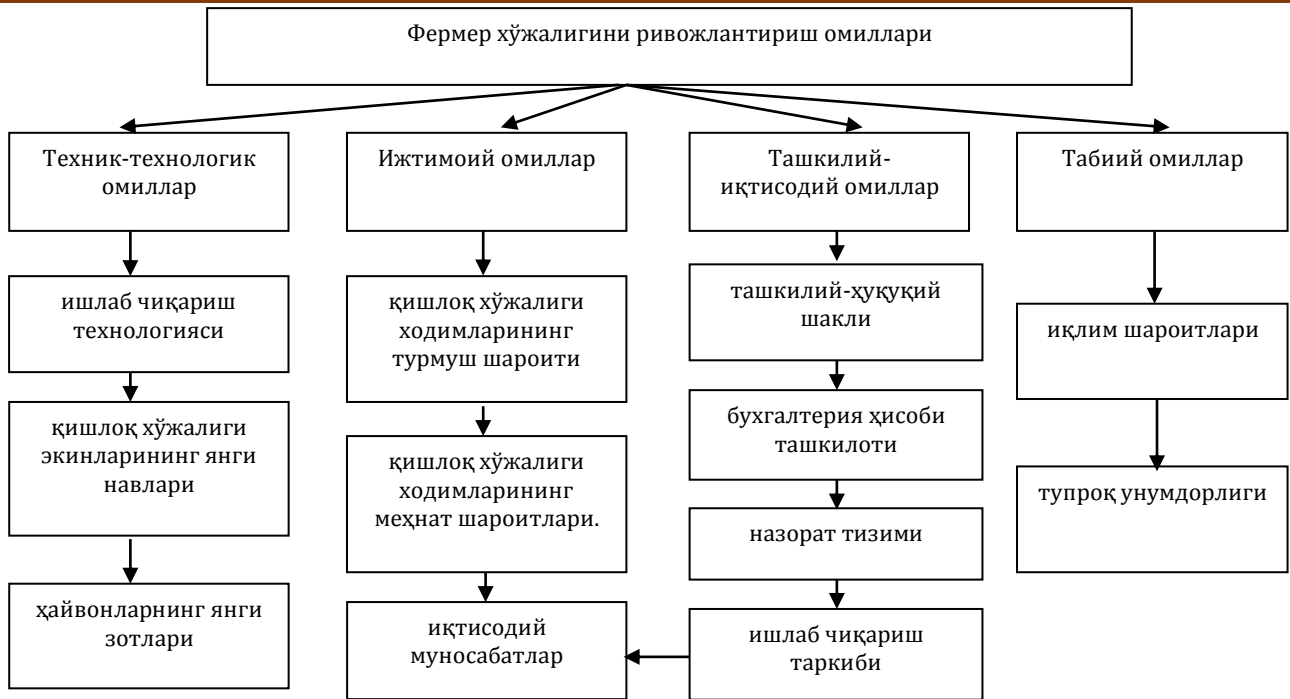 Фермер хўжалигини ривожлантириш омиллари
Техник-технологик
омиллар
ишлаб чиқариш
технологияси
қишлоқ хўжалиги
экинларининг янги
навлари
ҳайвонларнинг янги
зотлари
Ижтимоий омиллар
қишлоқ хўжалиги
ходимларининг
турмуш шароити
қишлоқ хўжалиги
ходимларининг
меҳнат шароитлари.
иқтисодий
муносабатлар
Ташкилий-
иқтисодий омиллар
ташкилий-ҳуқуқий
шакли
бухгалтерия ҳисоби
ташкилоти
назорат тизими
ишлаб чиқариш
таркиби
Табиий омиллар
иқлим шароитлари
тупроқ унумдорлиги